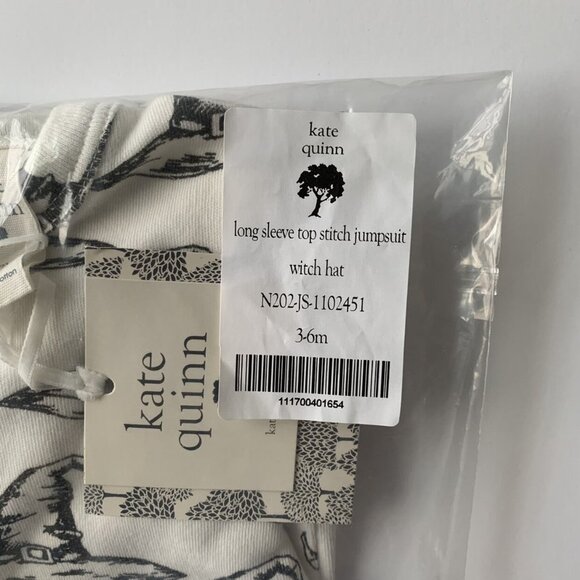 kate
quinn
long sleeve top stitch jumpsuit
witch hat
N202-JS-1102451
3-6m
111700401654
kate
quinn
cotton